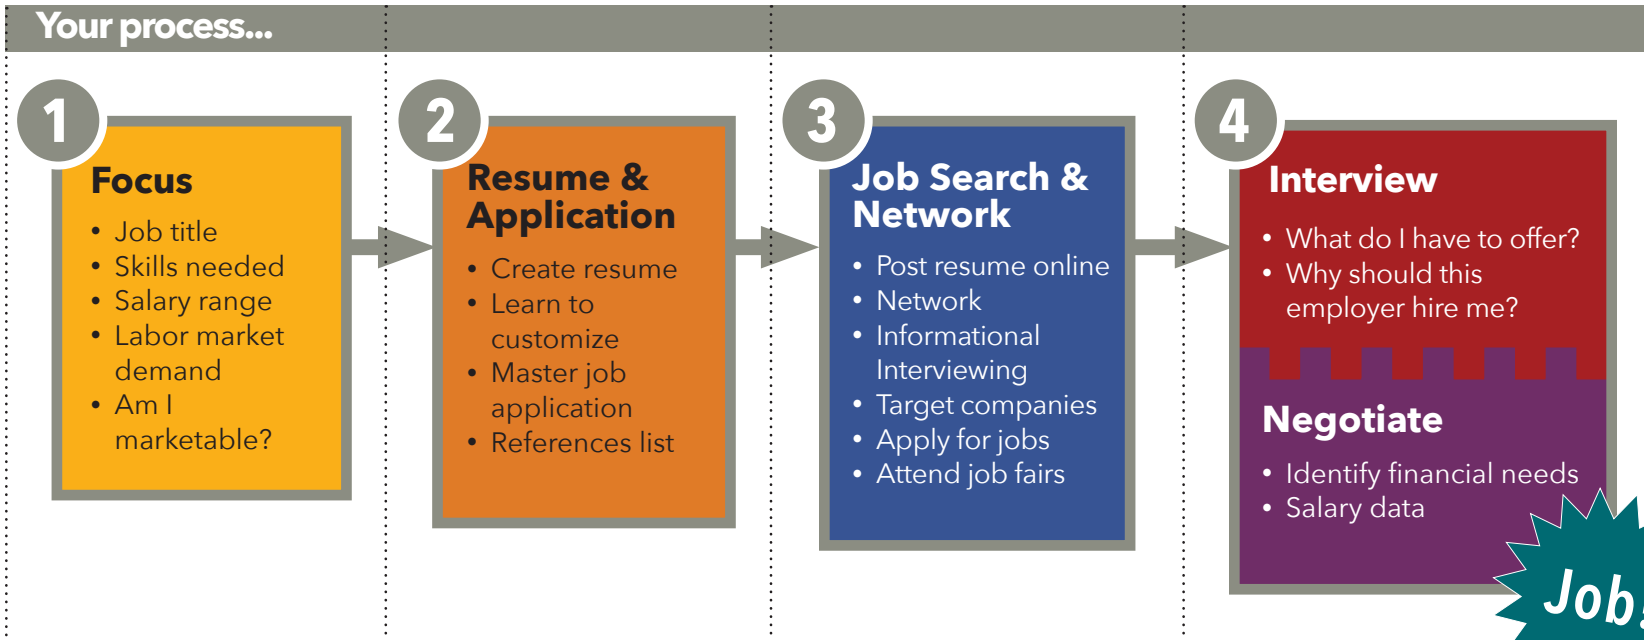 Your process...
1
Focus
• Job title
• Skills needed
• Salary range
• Labor market
demand
• Am I
marketable?
2
Resume &
Application
• Create resume
• Learn to
customize
• Master job
application
• References list
3
Job Search &
Network
• Post resume online
• Network
• Informational
Interviewing
• Target companies
• Apply for jobs
• Attend job fairs
4
Interview
• What do I have to offer?
• Why should this
employer hire me?
Negotiate
• Identify financial needs
• Salary data
Job!